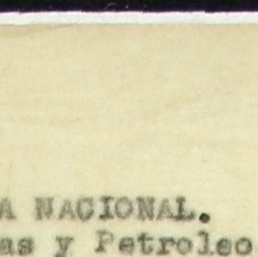 A NACIONAL.
as y Petroleo